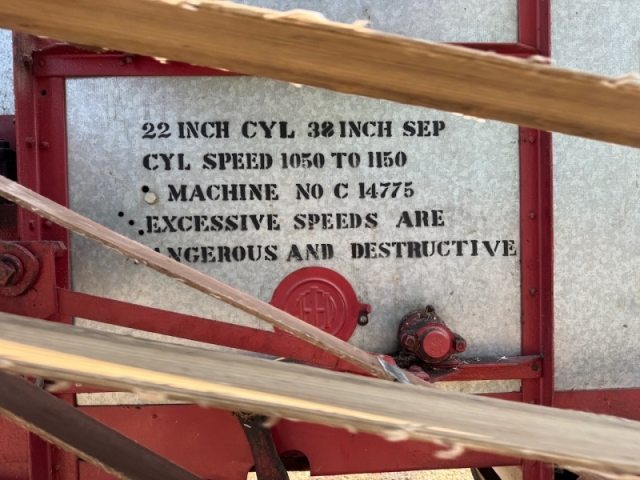 22 INCH CYL 38 INCH SEP
CYL SPEED 1050 TO 1150
MACHINE NO C 14775
EXCESSIVE SPEEDS ARE
ANGEROUS AND DESTRUCTIVE